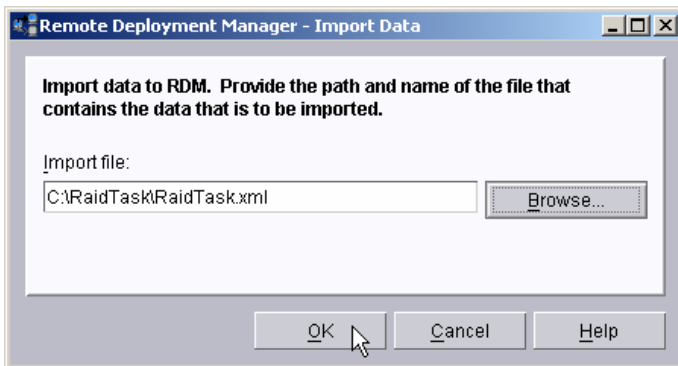 Remote Deployment Manager - Import Data
Import data to RDM.  Provide the path and name of the file that
contains the data that is to be imported.
Import file:
C:\RaidTask\RaidTask.xml
Browse...
OK
Cancel
Help